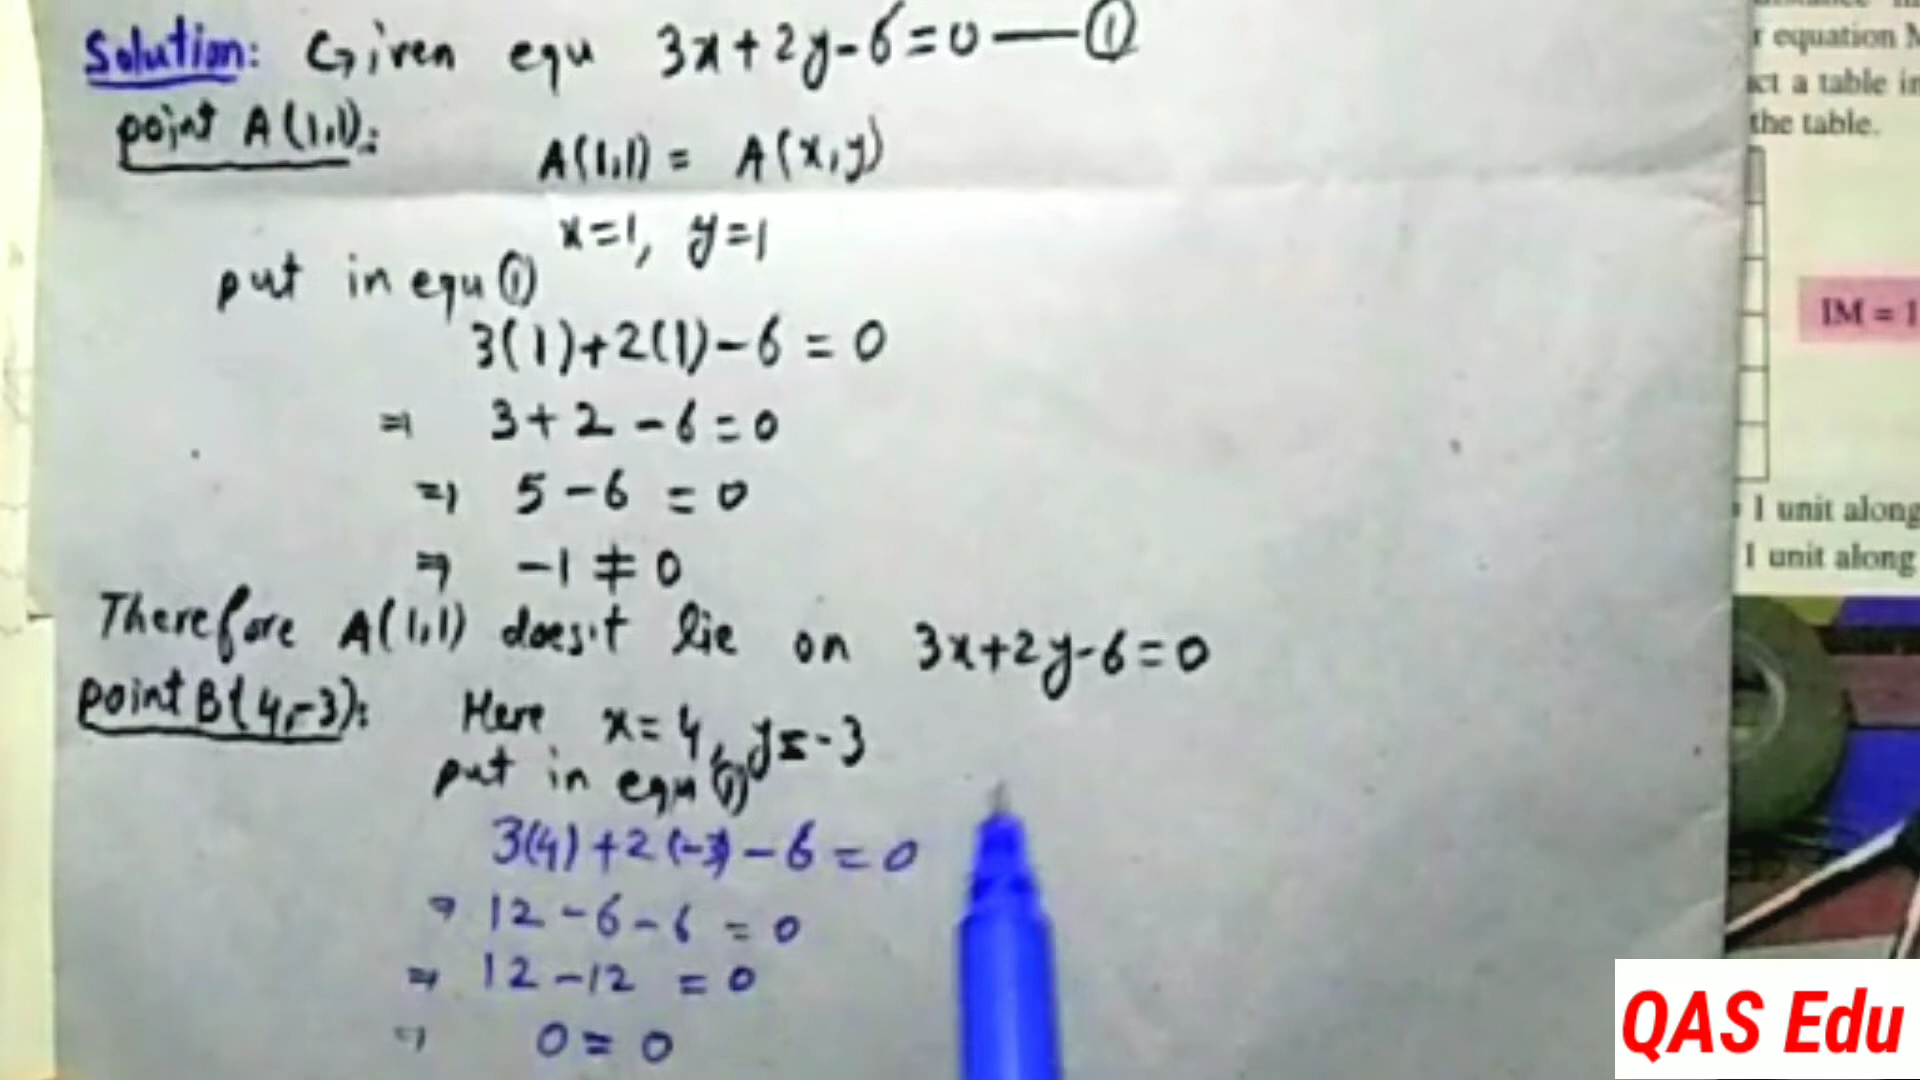 Solution: Given equ 3x+2y-6=0 — ①
point A(1,1):
A(1,1) = A(x,y)
x=1, y=1
put in equ ①
3(1)+2(1)-6=0
⇒ 3+2-6=0
⇒ 5-6=0
⇒ -1≠0
Therefore A(1,1) does't lie on 3x+2y-6=0
point B(4,-3): Here x=4, y=-3
put in equ ①
3(4)+2(-3)-6=0
⇒ 12-6-6=0
⇒ 12-12=0
⇒ 0=0
equation
a table
the table.
IM = 1
1 unit along
1 unit along
QAS Edu